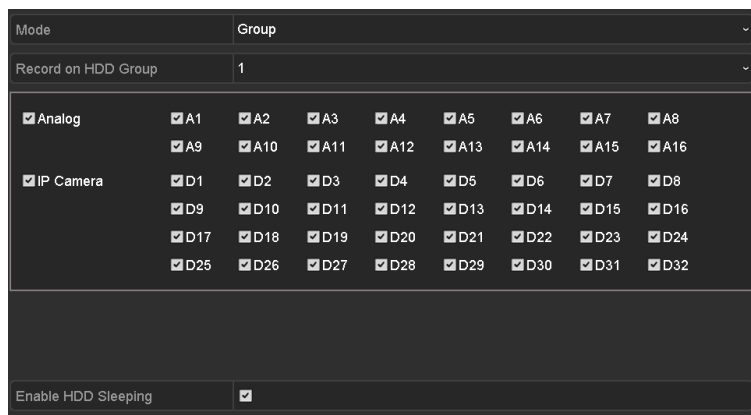 Mode Group
Record on HDD Group 1
Analog A1 A2 A3 A4 A5 A6 A7 A8
A9 A10 A11 A12 A13 A14 A15 A16
IP Camera D1 D2 D3 D4 D5 D6 D7 D8
D9 D10 D11 D12 D13 D14 D15 D16
D17 D18 D19 D20 D21 D22 D23 D24
D25 D26 D27 D28 D29 D30 D31 D32
Enable HDD Sleeping